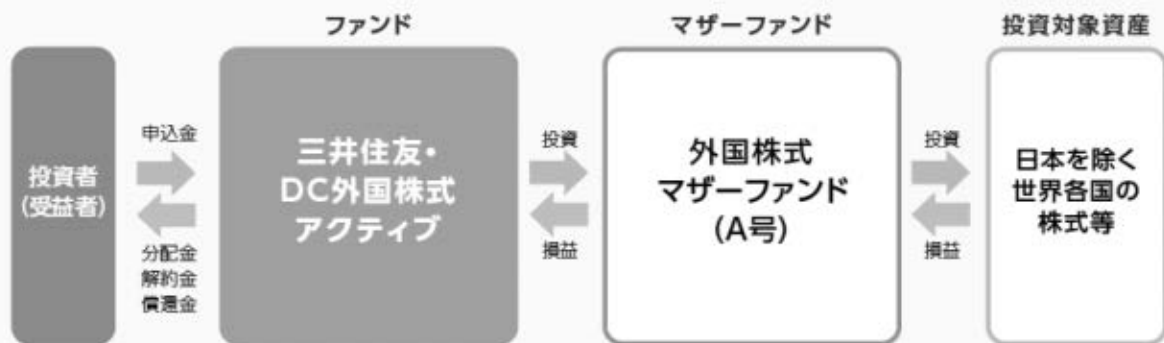 ファンド
マザーファンド
投資対象資産
投資者
(受益者)
申込金
分配金
解約金
償還金
三井住友・
DC外国株式
アクティブ
投資
損益
外国株式
マザーファンド
(A号)
投資
損益
日本を除く
世界各国の
株式等